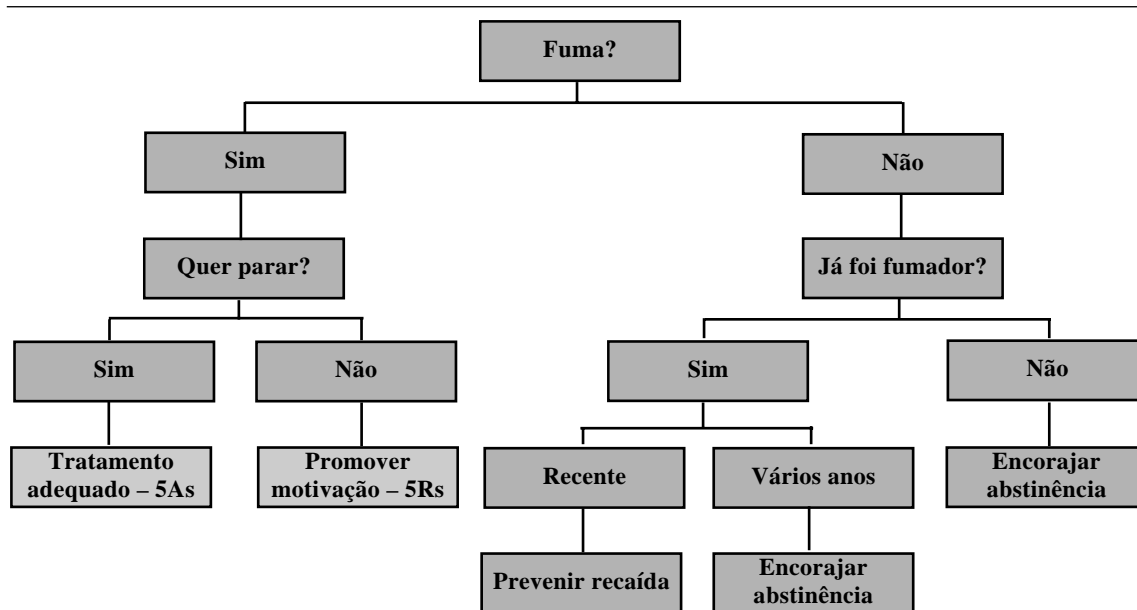 Fuma?
Sim
Não
Quer parar?
Já foi fumador?
Sim
Não
Sim
Não
Tratamento
adequado – 5As
Promover
motivação – 5Rs
Recente
Vários anos
Encorajar
abstinência
Prevenir recaída
Encorajar
abstinência